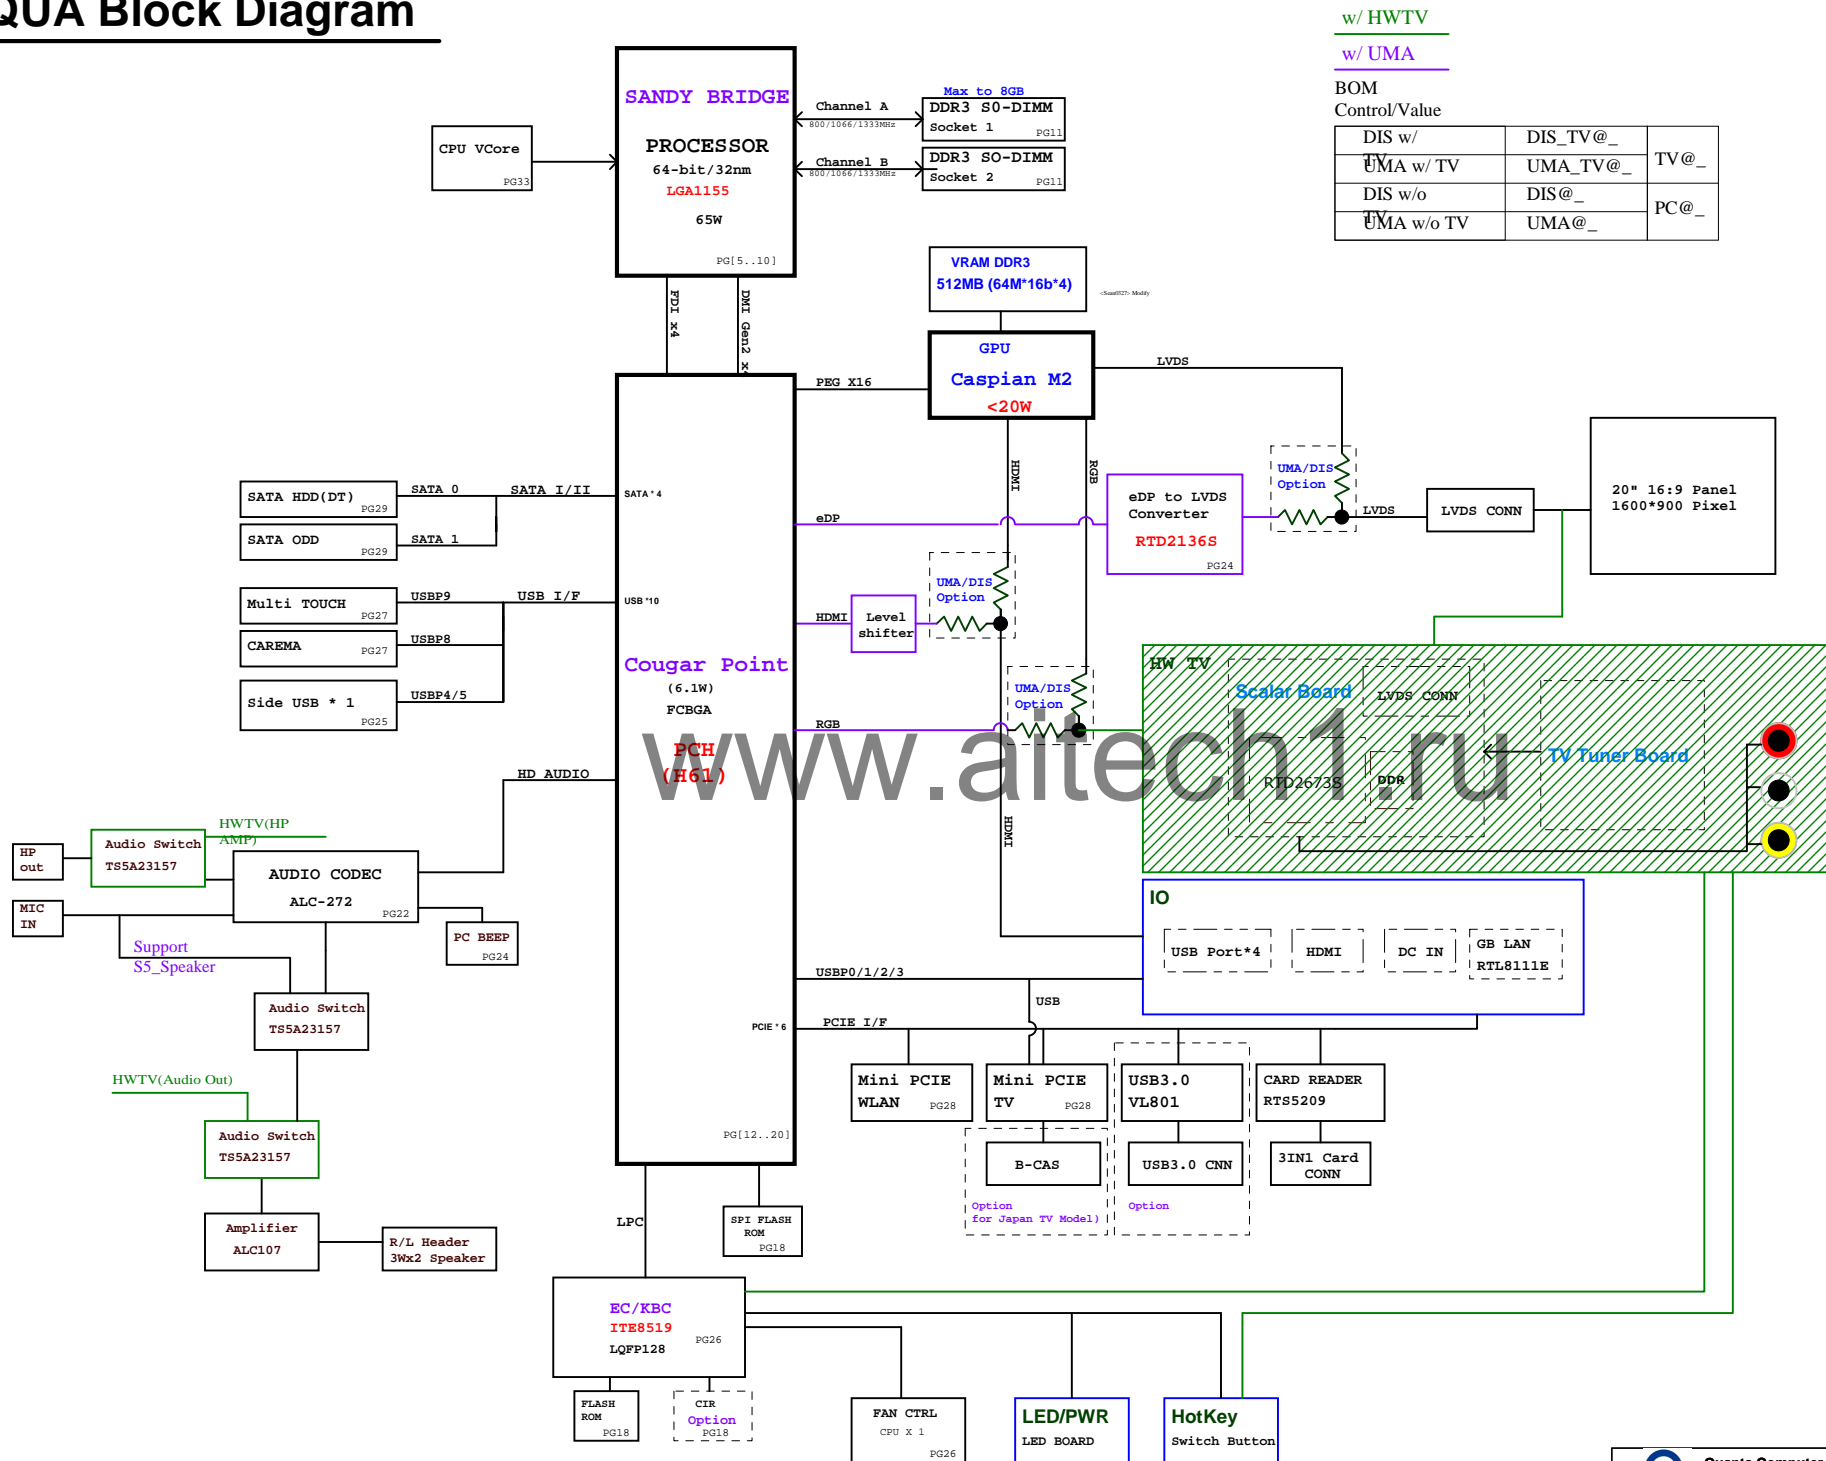 QUA Block Diagram
w/ HWTV
w/ UMA
BOM
Control/Value
DIS w/ TV
DIS_TV@_
TV@_
UMA w/ TV
UMA_TV@_
DIS w/o TV
DIS@_
PC@_
UMA w/o TV
UMA@_
SANDY BRIDGE
PROCESSOR
64-bit/32nm
LGA1155
65W
PG[5..10]
CPU VCore
PG33
Channel A
800/1066/1333MHz
Channel B
800/1066/1333MHz
Max to 8GB
DDR3 S0-DIMM
Socket 1
PG11
DDR3 SO-DIMM
Socket 2
PG11
VRAM DDR3
512MB (64M*16b*4)
<Sean0527> Modify
FDI x4
DMI Gen2 x
GPU
Caspian M2
<20W
PEG X16
LVDS
HDMI
RGB
UMA/DIS
Option
eDP to LVDS
Converter
RTD2136S
PG24
LVDS
LVDS CONN
20" 16:9 Panel
1600*900 Pixel
SATA HDD(DT)
PG29
SATA 0
SATA I/II
SATA * 4
SATA ODD
PG29
SATA 1
eDP
Multi TOUCH
PG27
USBP9
USB I/F
USB *10
CAREMA
PG27
USBP8
Side USB * 1
PG25
USBP4/5
UMA/DIS
Option
HDMI
Level
shifter
Cougar Point
(6.1W)
FCBGA
PCH
(H61)
UMA/DIS
Option
RGB
HDMI
HW TV
Scalar Board
LVDS CONN
RTD2673S
DDR
TV Tuner Board
www.aitech1.ru
HD AUDIO
HWTV(HP
AMP)
HP
out
Audio Switch
TS5A23157
AUDIO CODEC
ALC-272
PG22
MIC
IN
Support
S5_Speaker
PC BEEP
PG24
Audio Switch
TS5A23157
HWTV(Audio Out)
Audio Switch
TS5A23157
Amplifier
ALC107
R/L Header
3Wx2 Speaker
IO
USB Port*4
HDMI
DC IN
GB LAN
RTL8111E
USBP0/1/2/3
USB
PCIE * 6
PCIE I/F
Mini PCIE
WLAN
PG28
Mini PCIE
TV
PG28
USB3.0
VL801
CARD READER
RTS5209
B-CAS
USB3.0 CNN
3IN1 Card
CONN
Option
for Japan TV Model)
Option
PG[12..20]
LPC
SPI FLASH
ROM
PG18
EC/KBC
ITE8519
LQFP128
PG26
FLASH
ROM
PG18
CIR
Option
PG18
FAN CTRL
CPU X 1
PG26
LED/PWR
LED BOARD
HotKey
Switch Button